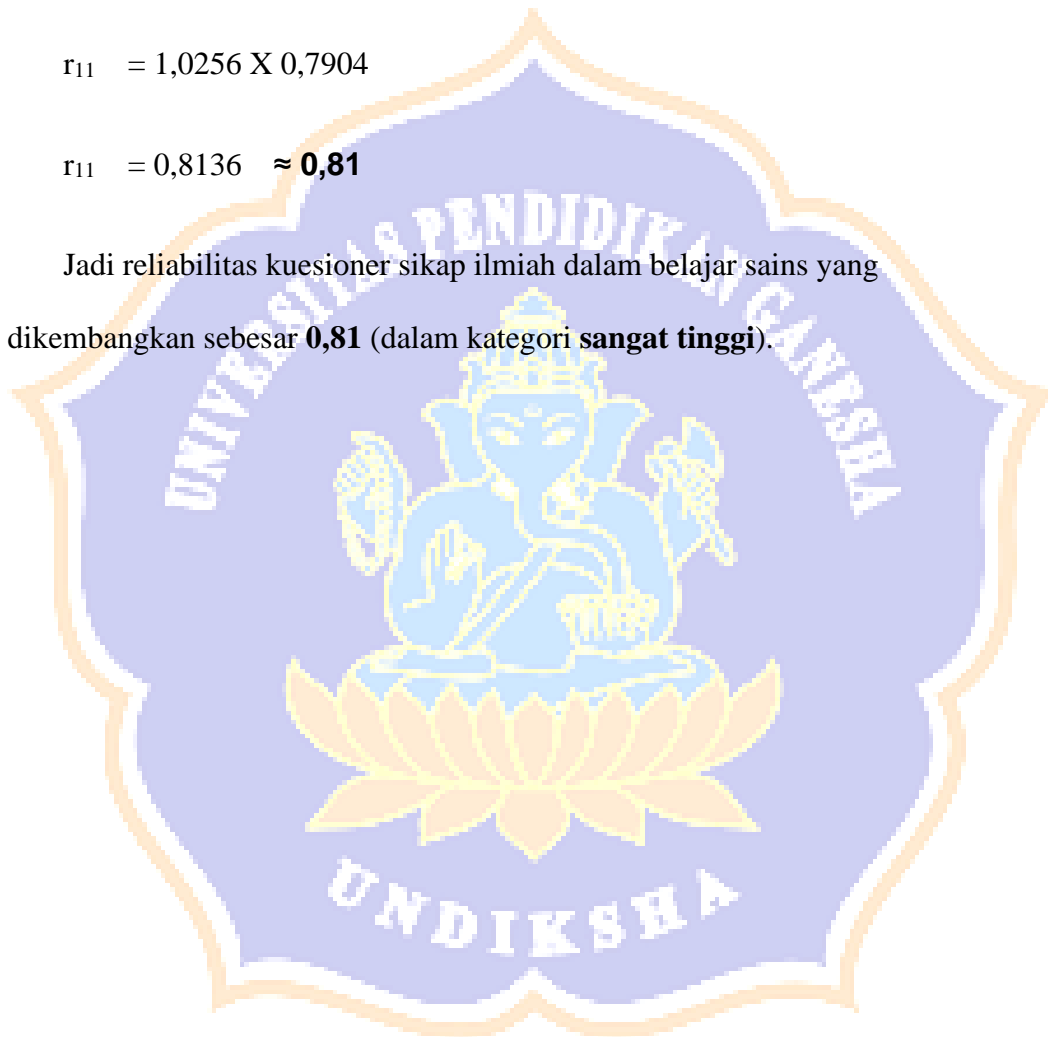 r₁₁ = 1,0256 X 0,7904
r₁₁ = 0,8136 ≈ 0,81
UNIVERSITAS PENDIDIKAN GANESHA
Jadi reliabilitas kuesioner sikap ilmiah dalam belajar sains yang
dikembangkan sebesar 0,81 (dalam kategori sangat tinggi).
UNDIKSHA